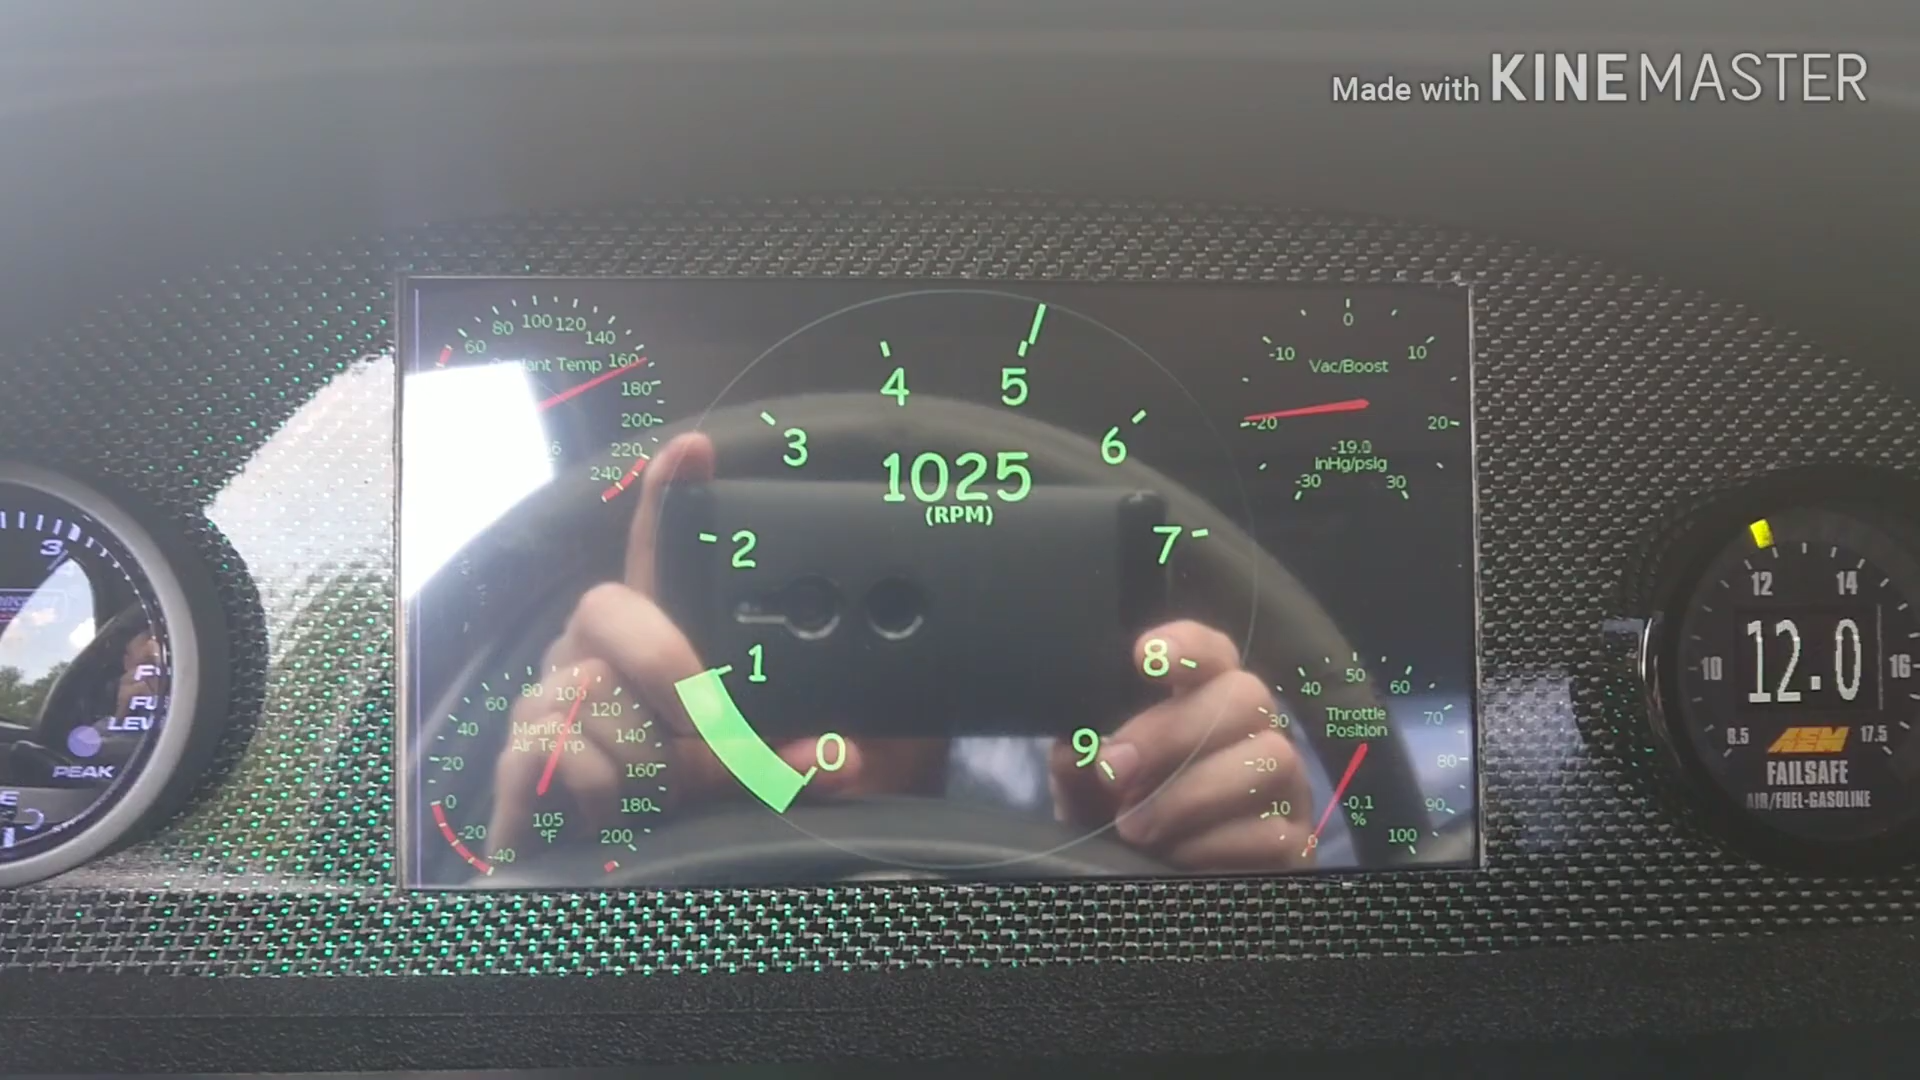 Made with KINEMASTER
60 80 100 120 140 160 180 200 220 240
4 5
3 6
2 7
1 8
0 9
1025
(RPM)
-30 -20 -10 0 10 20 30
Vac/Boost
-19.0
InHg/psig
-40 -20 0 20 40 60 80 100 120 140 160 180 200
Manifold
Air Temp
105
°F
0 10 20 30 40 50 60 70 80 90 100
Throttle
Position
-0.1
%
3
PEAK
8.5 10 12 14 16 17.5
12.0
AEM
FAILSAFE
AIR/FUEL-GASOLINE